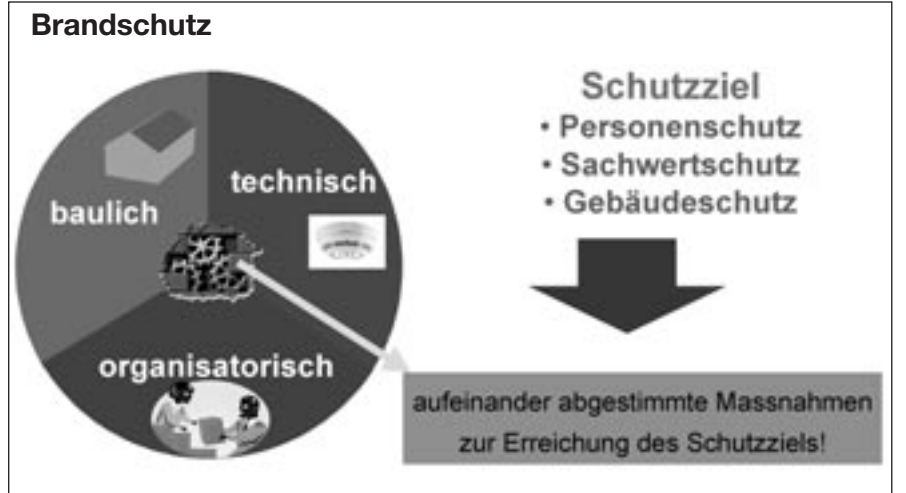 Brandschutz
baulich
technisch
organisatorisch
Schutzziel
• Personenschutz
• Sachwertschutz
• Gebäudeschutz
aufeinander abgestimmte Massnahmen
zur Erreichung des Schutzziels!